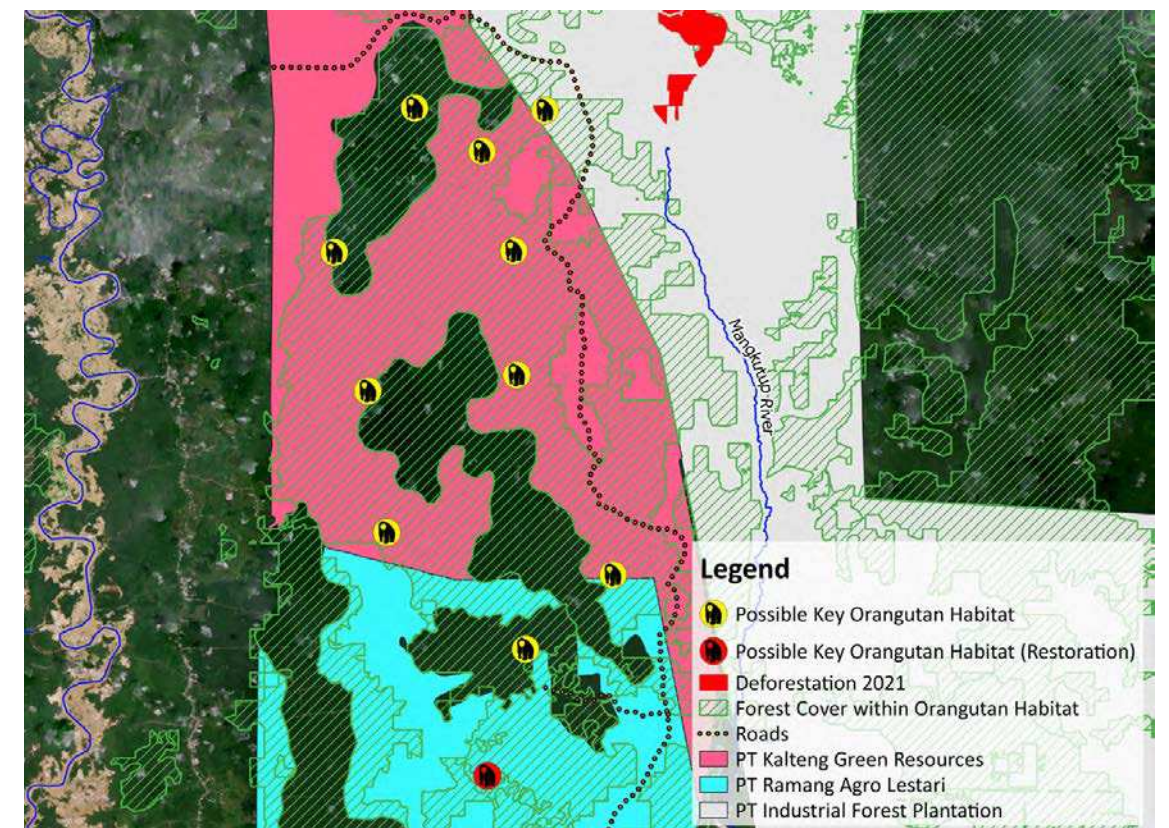 Mangkutup River
Legend
Possible Key Orangutan Habitat
Possible Key Orangutan Habitat (Restoration)
Deforestation 2021
Forest Cover within Orangutan Habitat
Roads
PT Kalteng Green Resources
PT Ramang Agro Lestari
PT Industrial Forest Plantation